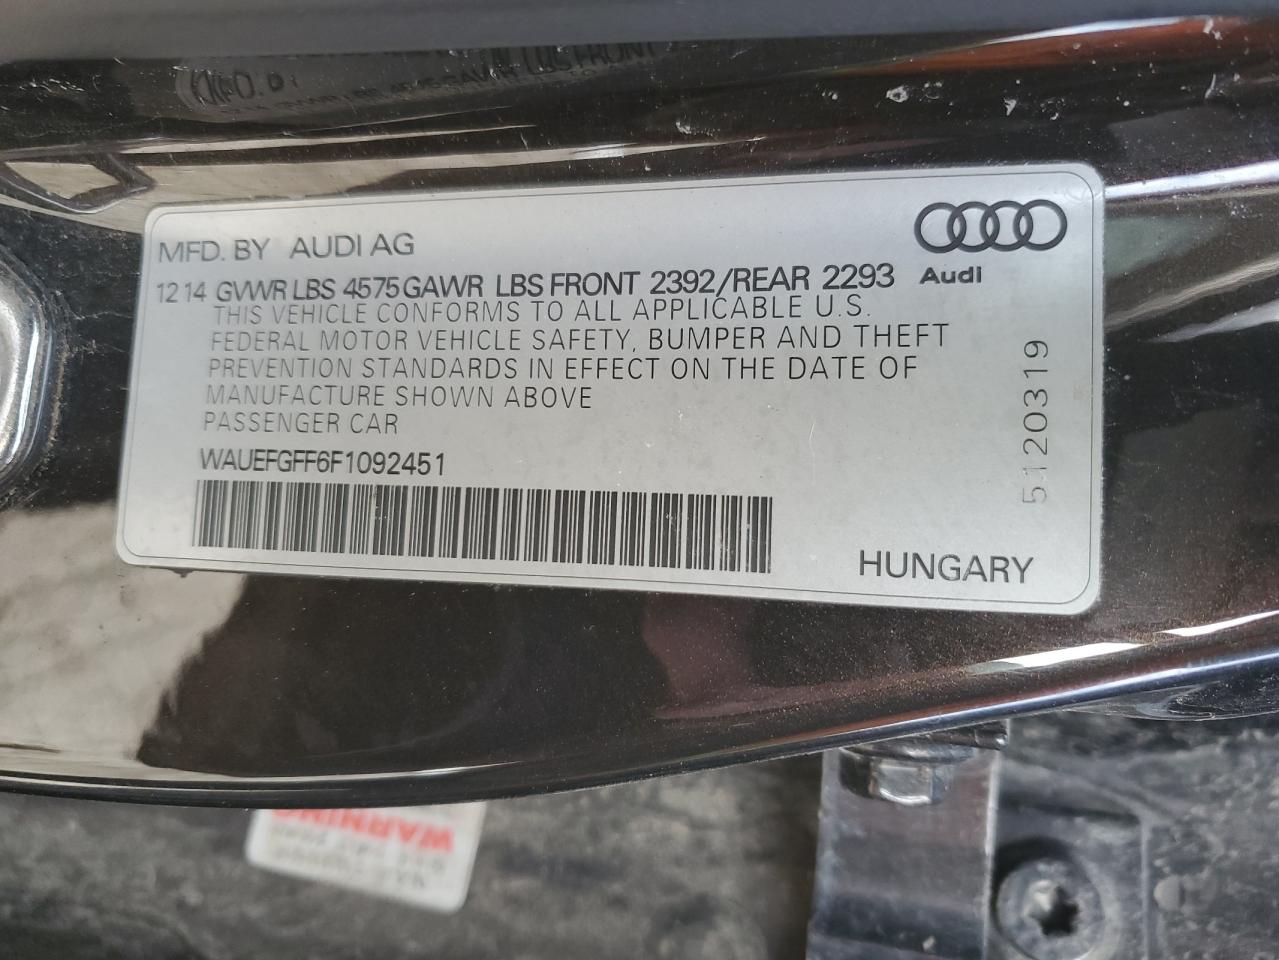 MFD. BY AUDI AG
Audi
12 14 GVWR LBS 4575 GAWR LBS FRONT 2392/REAR 2293
THIS VEHICLE CONFORMS TO ALL APPLICABLE U.S.
FEDERAL MOTOR VEHICLE SAFETY, BUMPER AND THEFT
PREVENTION STANDARDS IN EFFECT ON THE DATE OF
MANUFACTURE SHOWN ABOVE
PASSENGER CAR
WAUEFGFF6F1092451
5120319
HUNGARY
WARNING